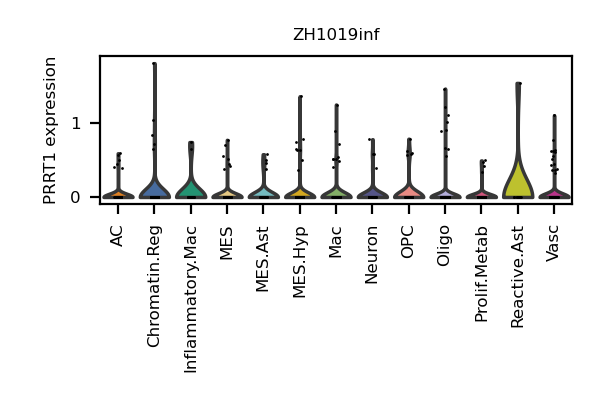 ZH1019inf
PRRT1 expression
1
0
AC
Chromatin.Reg
Inflammatory.Mac
MES
MES.Ast
MES.Hyp
Mac
Neuron
OPC
Oligo
Prolif.Metab
Reactive.Ast
Vasc